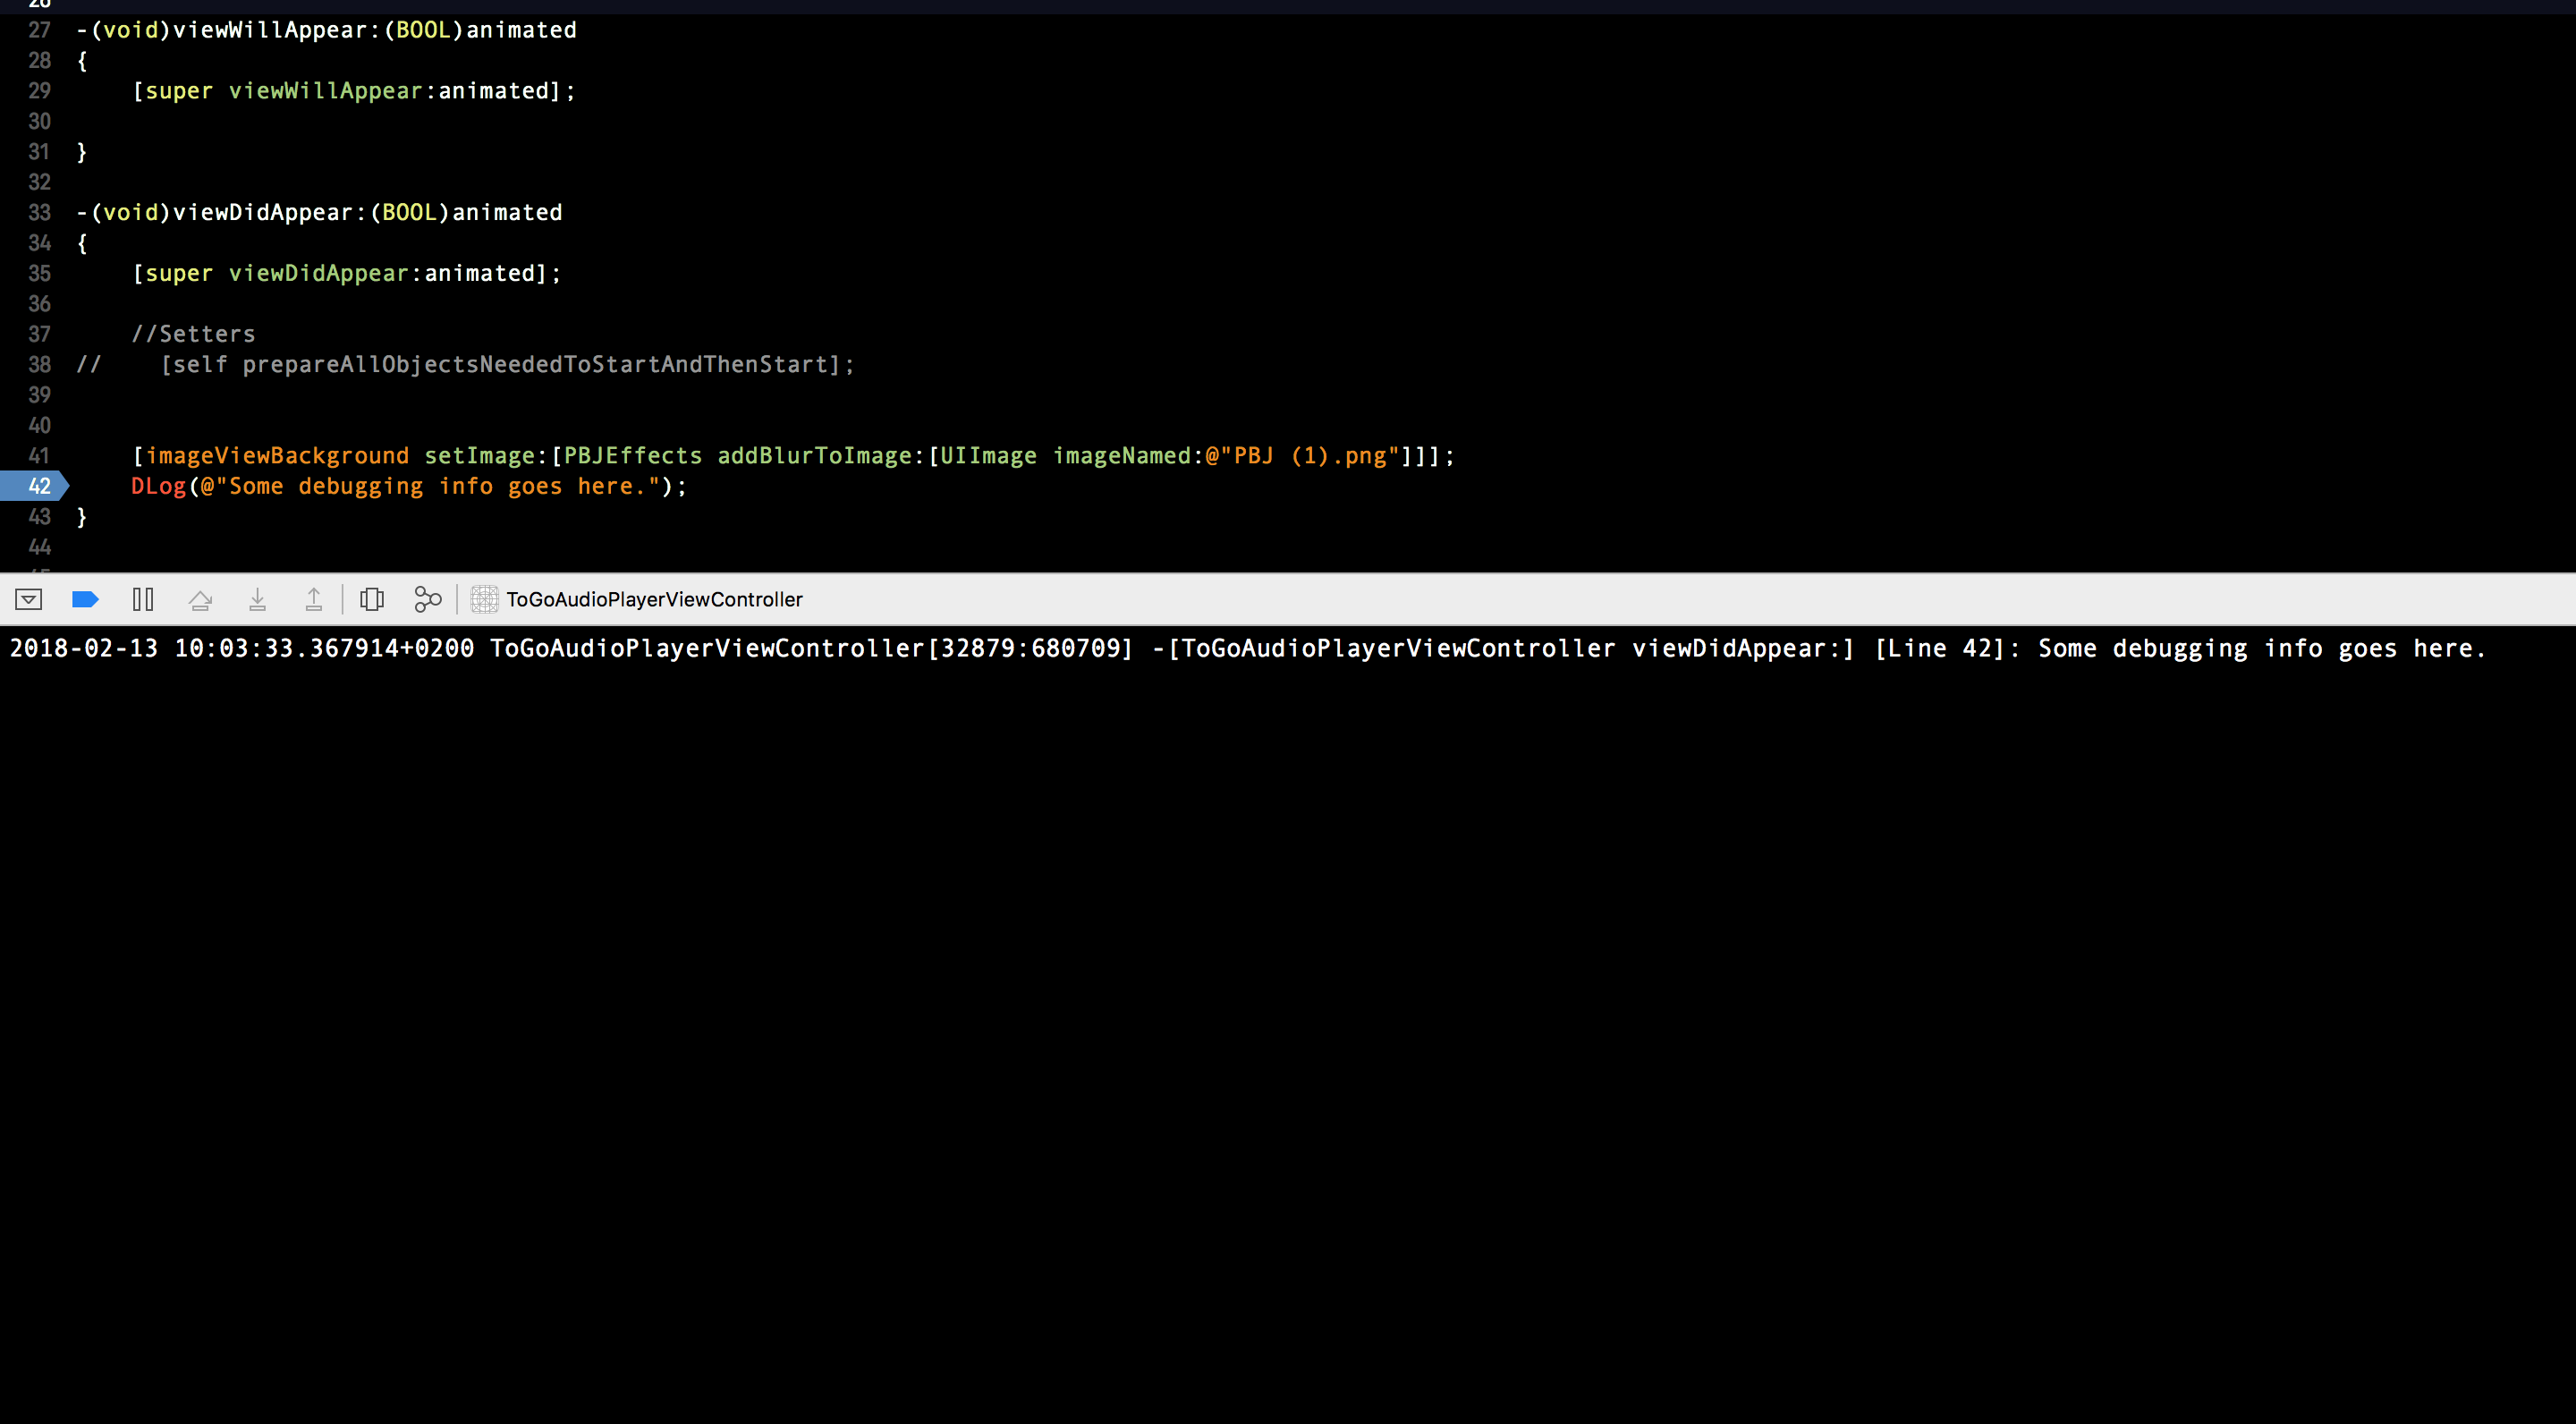 26
27 -(void)viewWillAppear:(BOOL)animated
28 {
29     [super viewWillAppear:animated];
30
31 }
32
33 -(void)viewDidAppear:(BOOL)animated
34 {
35     [super viewDidAppear:animated];
36
37     //Setters
38 //    [self prepareAllObjectsNeededToStartAndThenStart];
39
40
41     [imageViewBackground setImage:[PBJEffects addBlurToImage:[UIImage imageNamed:@"PBJ (1).png"]]];
42     DLog(@"Some debugging info goes here.");
43 }
44
ToGoAudioPlayerViewController
2018-02-13 10:03:33.367914+0200 ToGoAudioPlayerViewController[32879:680709] -[ToGoAudioPlayerViewController viewDidAppear:] [Line 42]: Some debugging info goes here.